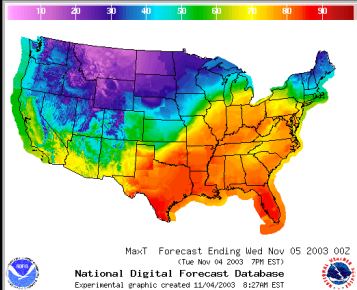 10 20 30 40 50 60 70 80 90
MaxT Forecast Ending Wed Nov 05 2003 00Z
(Tue Nov 04 2003 7PM EST)
National Digital Forecast Database
Experimental graphic created 11/04/2003 8:27AM EST